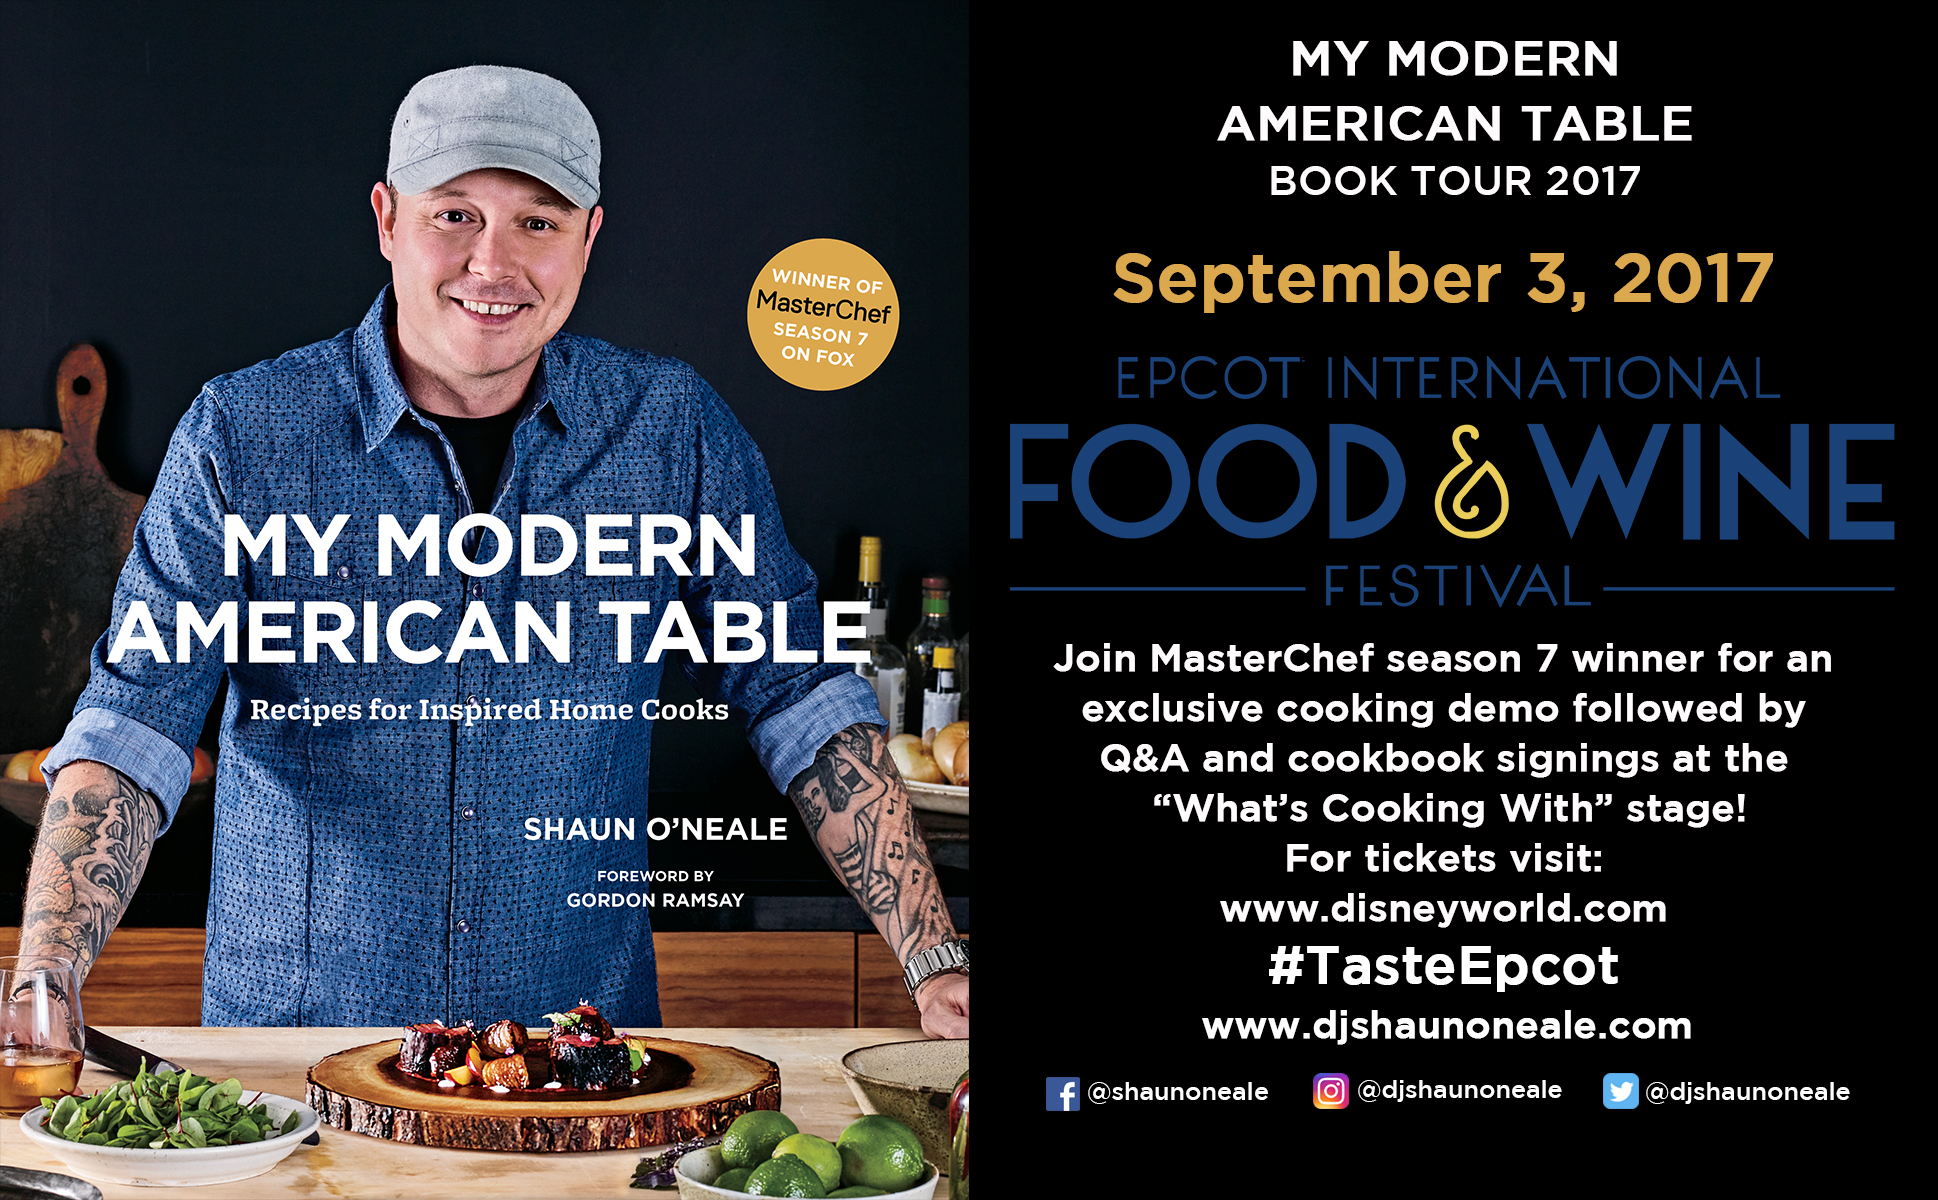 WINNER OF
MasterChef
SEASON 7
ON FOX
MY MODERN
AMERICAN TABLE
Recipes for Inspired Home Cooks
SHAUN O’NEALE
FOREWORD BY
GORDON RAMSAY
MY MODERN
AMERICAN TABLE
BOOK TOUR 2017
September 3, 2017
EPCOT INTERNATIONAL
FOOD & WINE
FESTIVAL
Join MasterChef season 7 winner for an
exclusive cooking demo followed by
Q&A and cookbook signings at the
“What’s Cooking With” stage!
For tickets visit:
www.disneyworld.com
#TasteEpcot
www.djshaunoneale.com
@shaunoneale @djshaunoneale @djshaunoneale